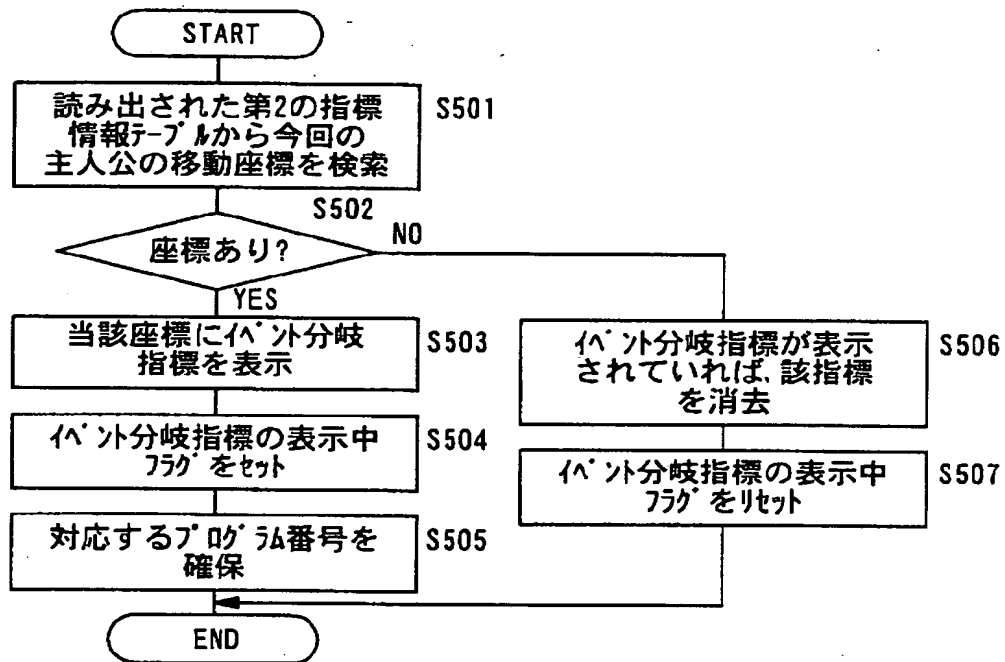 START
読み出された第2の指標
情報ﾃｰﾌﾞﾙから今回の
主人公の移動座標を検索
S501
S502
座標あり?
NO
YES
当該座標にｲﾍﾞﾝﾄ分岐
指標を表示
S503
ｲﾍﾞﾝﾄ分岐指標の表示中
ﾌﾗｸﾞをｾｯﾄ
S504
対応するﾌﾟﾛｸﾞﾗﾑ番号を
確保
S505
ｲﾍﾞﾝﾄ分岐指標が表示
されていれば、該指標
を消去
S506
ｲﾍﾞﾝﾄ分岐指標の表示中
ﾌﾗｸﾞをﾘｾｯﾄ
S507
END